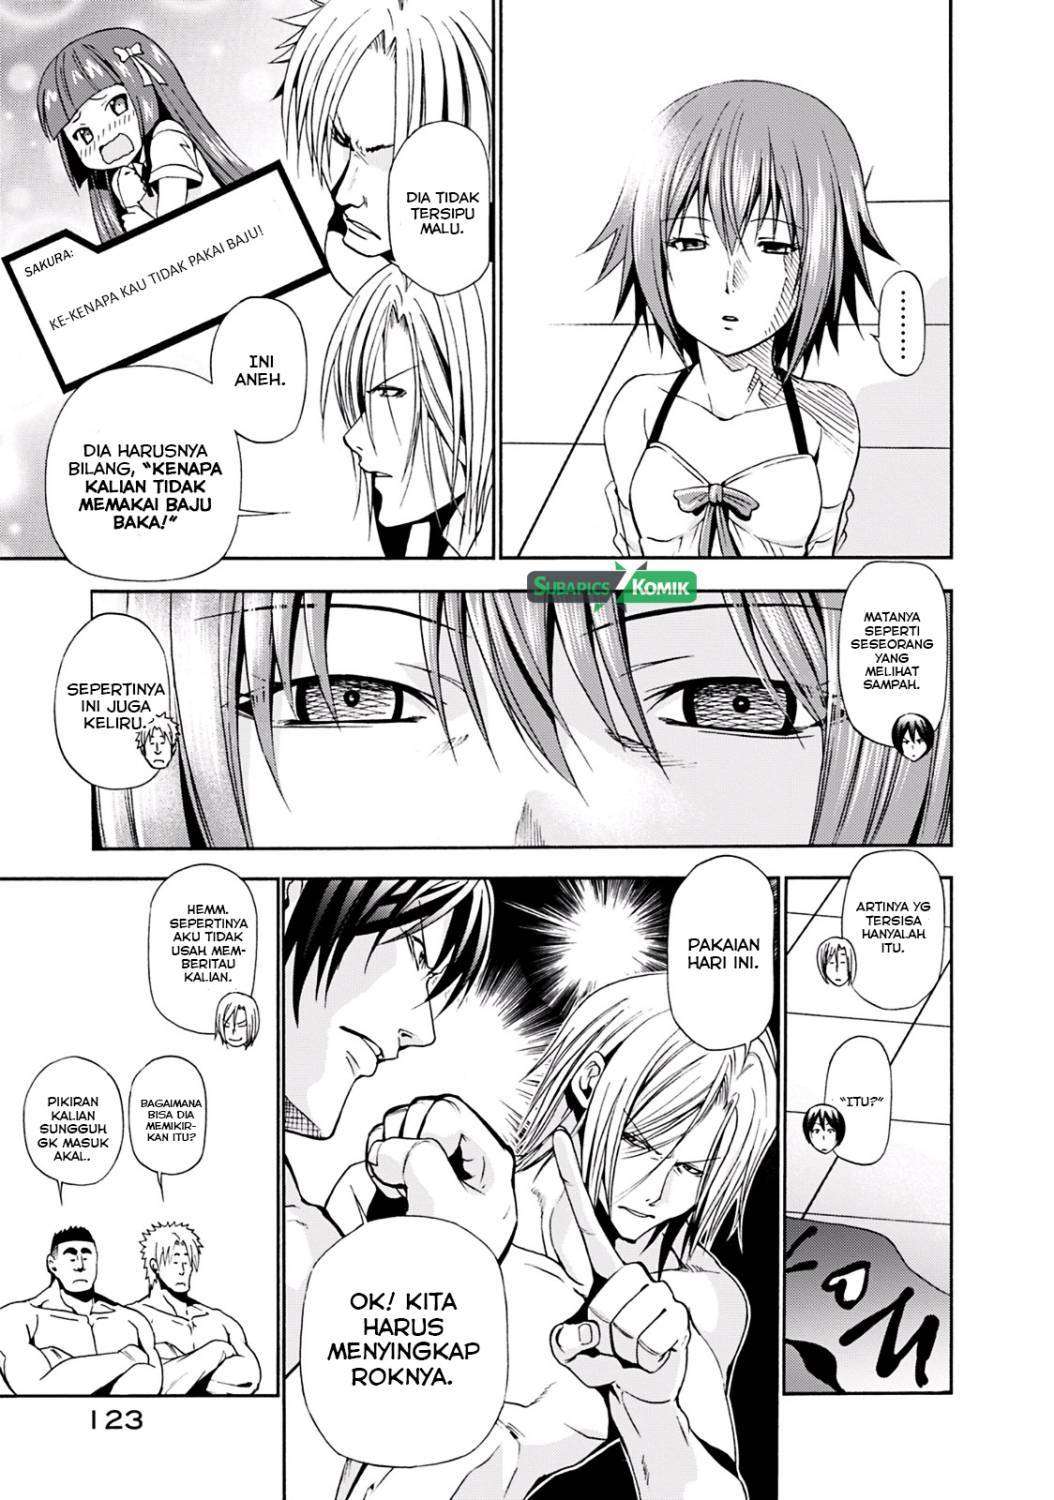 .........
DIA TIDAK
TERSIPU
MALU.
SAKURA:
KE-KENAPA KAU TIDAK PAKAI BAJU!
INI
ANEH.
DIA HARUSNYA
BILANG, "KENAPA
KALIAN TIDAK
MEMAKAI BAJU
BAKA!"
SUBAPICS KOMIK
MATANYA
SEPERTI
SESEORANG
YANG
MELIHAT
SAMPAH.
SEPERTINYA
INI JUGA
KELIRU.
ARTINYA YG
TERSISA
HANYALAH
ITU.
"ITU?"
PAKAIAN
HARI INI.
OK! KITA
HARUS
MENYINGKAP
ROKNYA.
HEMM.
SEPERTINYA
AKU TIDAK
USAH MEM-
BERITAU
KALIAN.
BAGAIMANA
BISA DIA
MEMIKIR-
KAN ITU?
PIKIRAN
KALIAN
SUNGGUH
GK MASUK
AKAL.
123